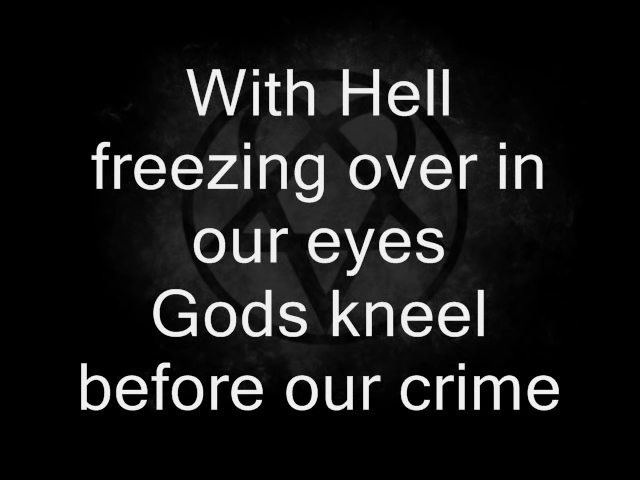 With Hell
freezing over in
our eyes
Gods kneel
before our crime